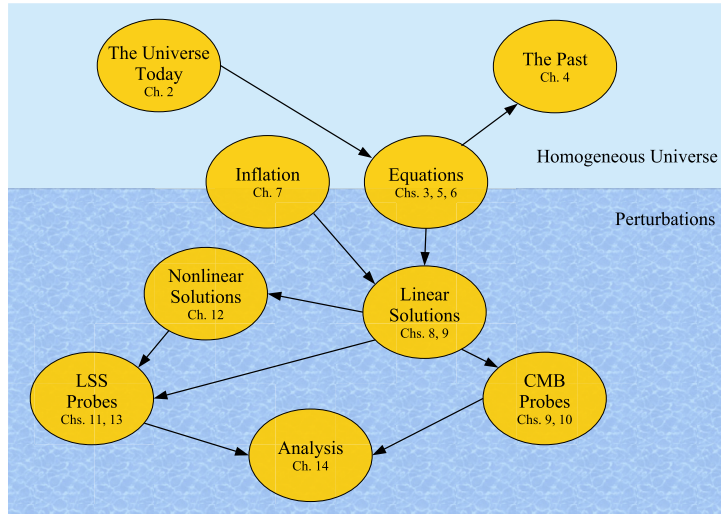 The Universe
Today
Ch. 2
The Past
Ch. 4
Homogeneous Universe
Inflation
Ch. 7
Equations
Chs. 3, 5, 6
Perturbations
Nonlinear
Solutions
Ch. 12
Linear
Solutions
Chs. 8, 9
LSS
Probes
Chs. 11, 13
CMB
Probes
Chs. 9, 10
Analysis
Ch. 14